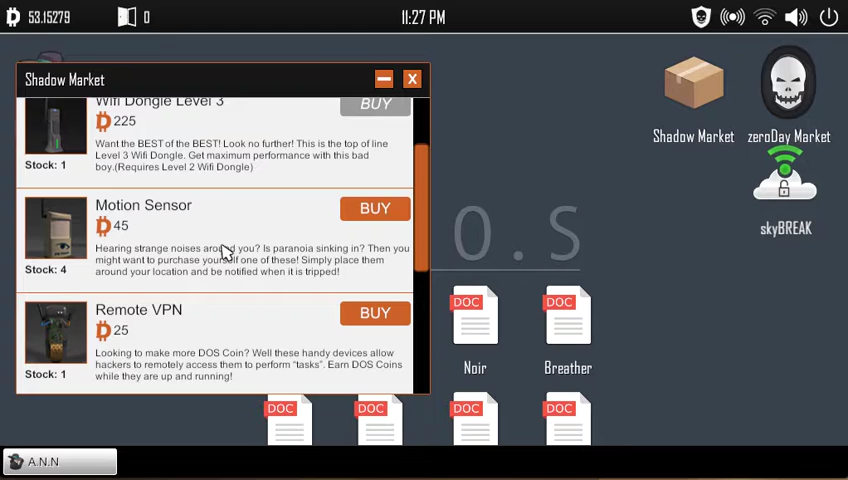 53.15279
0
11:27 PM
Shadow Market
Wifi Dongle Level 3
225
BUY
Want the BEST of the BEST! Look no further! This is the top of line
Level 3 Wifi Dongle. Get maximum performance with this bad
boy.(Requires Level 2 Wifi Dongle)
Stock: 1
Motion Sensor
45
BUY
Hearing strange noises around you? Is paranoia sinking in? Then you
might want to purchase yourself one of these! Simply place them
around your location and be notified when it is tripped!
Stock: 4
Remote VPN
25
BUY
Looking to make more DOS Coin? Well these handy devices allow
hackers to remotely access them to perform "tasks". Earn DOS Coins
while they are up and running!
Stock: 1
O.S
Shadow Market
zeroDay Market
skyBREAK
DOC
DOC
Noir
Breather
DOC
DOC
DOC
DOC
A.N.N